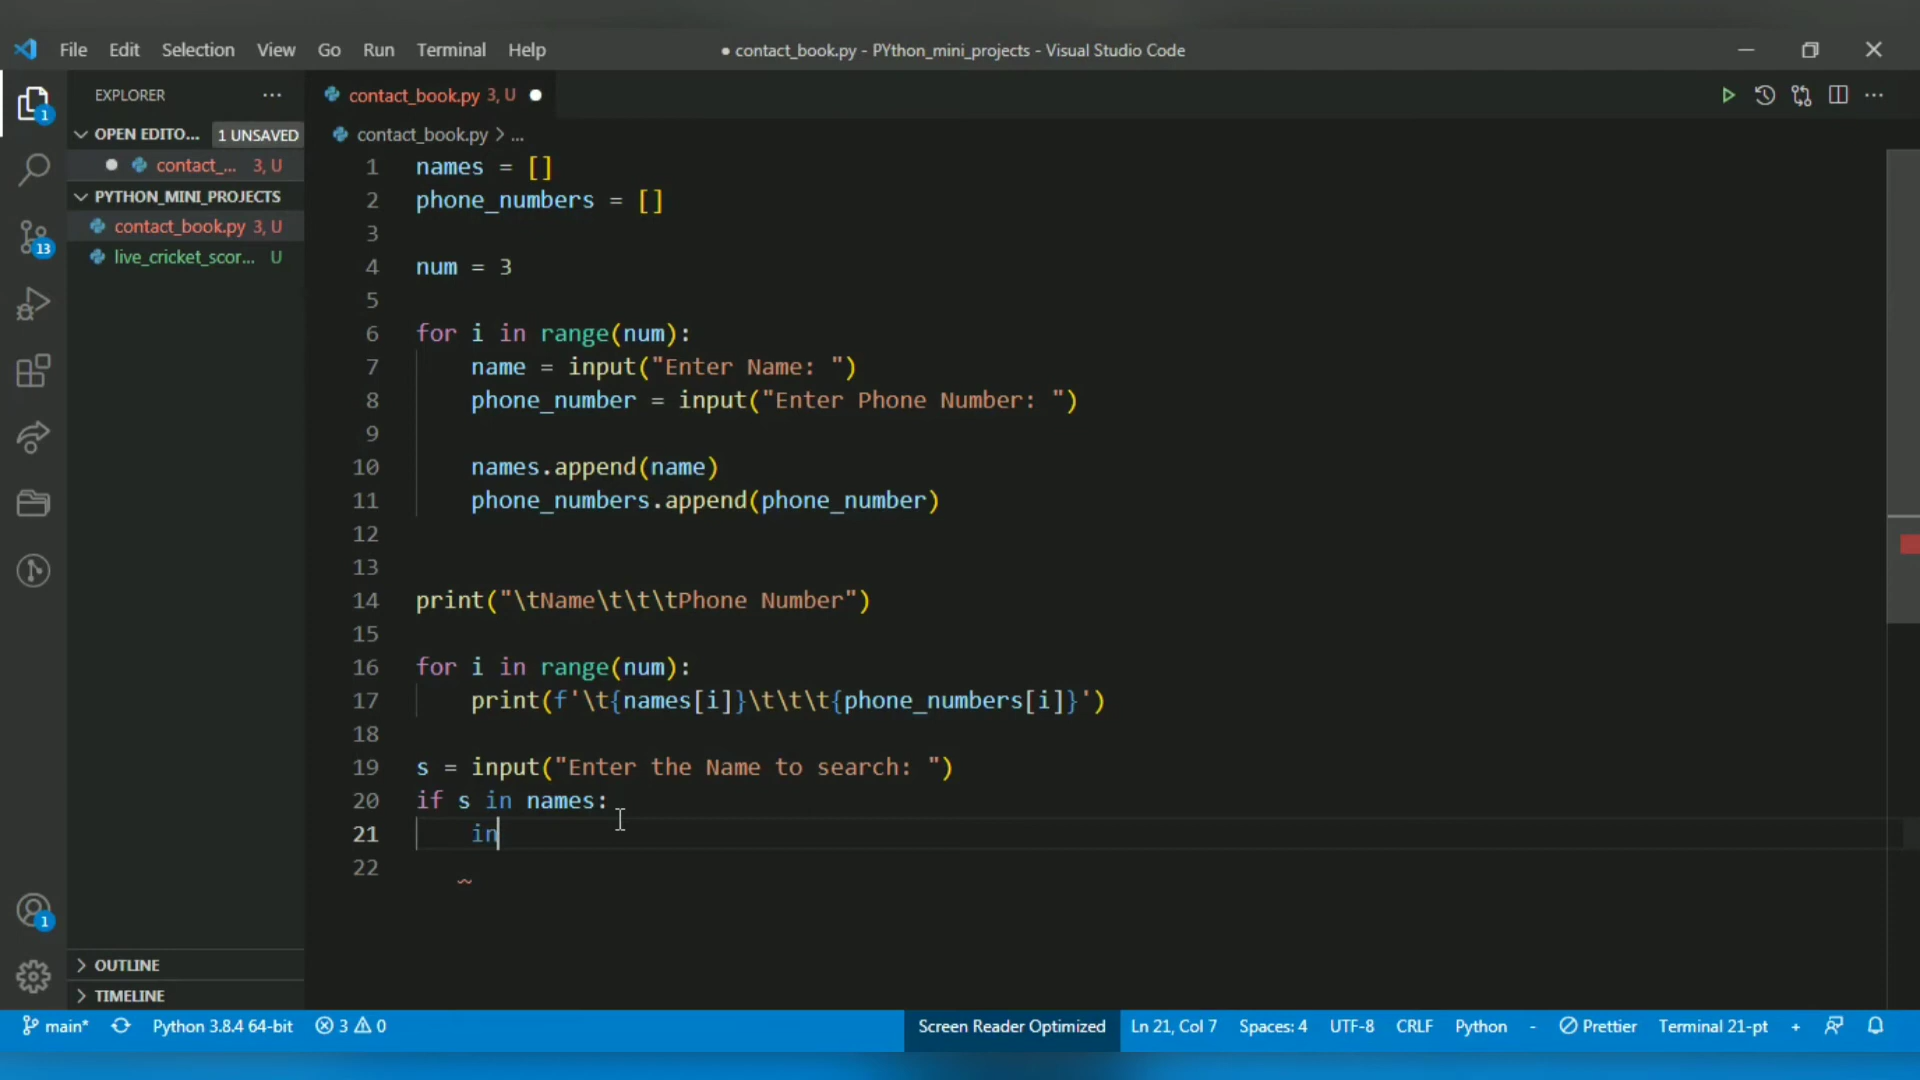 File Edit Selection View Go Run Terminal Help
● contact_book.py - PYthon_mini_projects - Visual Studio Code
EXPLORER ...
contact_book.py 3, U ●
OPEN EDITO... 1 UNSAVED
contact_book.py > ...
contact_... 3, U
PYTHON_MINI_PROJECTS
contact_book.py 3, U
live_cricket_scor... U
1
13
1 names = []
2 phone_numbers = []
3
4 num = 3
5
6 for i in range(num):
7     name = input("Enter Name: ")
8     phone_number = input("Enter Phone Number: ")
9
10     names.append(name)
11     phone_numbers.append(phone_number)
12
13
14 print("\tName\t\t\tPhone Number")
15
16 for i in range(num):
17     print(f'\t{names[i]}\t\t\t{phone_numbers[i]}')
18
19 s = input("Enter the Name to search: ")
20 if s in names:
21     in
22
1
OUTLINE
TIMELINE
main* Python 3.8.4 64-bit 3 0 Screen Reader Optimized Ln 21, Col 7 Spaces: 4 UTF-8 CRLF Python - Prettier Terminal 21-pt +